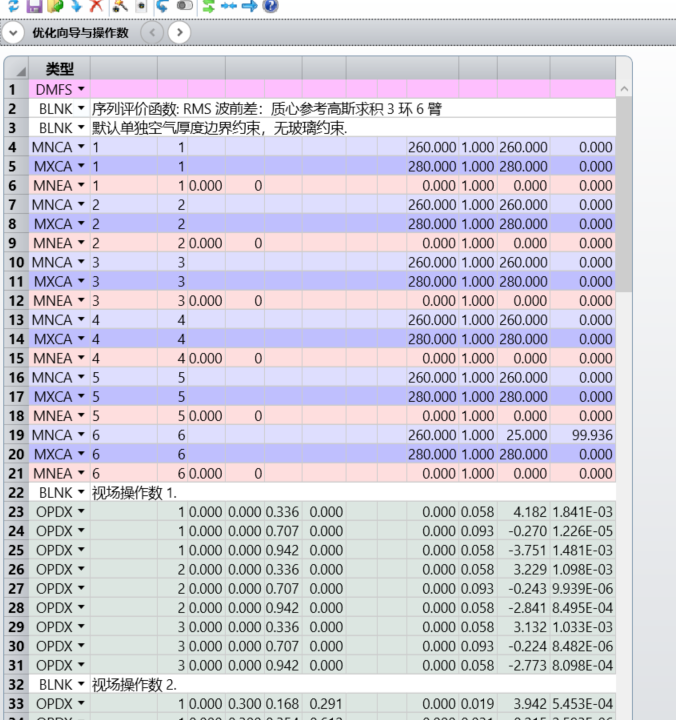 优化向导与操作数
类型
1 DMFS
2 BLNK 序列评价函数: RMS 波前差：质心参考高斯求积 3 环 6 臂
3 BLNK 默认单独空气厚度边界约束，无玻璃约束.
4 MNCA 1 1 260.000 1.000 260.000 0.000
5 MXCA 1 1 280.000 1.000 280.000 0.000
6 MNEA 1 1 0.000 0 0.000 1.000 0.000 0.000
7 MNCA 2 2 260.000 1.000 260.000 0.000
8 MXCA 2 2 280.000 1.000 280.000 0.000
9 MNEA 2 2 0.000 0 0.000 1.000 0.000 0.000
10 MNCA 3 3 260.000 1.000 260.000 0.000
11 MXCA 3 3 280.000 1.000 280.000 0.000
12 MNEA 3 3 0.000 0 0.000 1.000 0.000 0.000
13 MNCA 4 4 260.000 1.000 260.000 0.000
14 MXCA 4 4 280.000 1.000 280.000 0.000
15 MNEA 4 4 0.000 0 0.000 1.000 0.000 0.000
16 MNCA 5 5 260.000 1.000 260.000 0.000
17 MXCA 5 5 280.000 1.000 280.000 0.000
18 MNEA 5 5 0.000 0 0.000 1.000 0.000 0.000
19 MNCA 6 6 260.000 1.000 25.000 99.936
20 MXCA 6 6 280.000 1.000 280.000 0.000
21 MNEA 6 6 0.000 0 0.000 1.000 0.000 0.000
22 BLNK 视场操作数 1.
23 OPDX 1 0.000 0.000 0.336 0.000 0.000 0.058 4.182 1.841E-03
24 OPDX 1 0.000 0.000 0.707 0.000 0.000 0.093 -0.270 1.226E-05
25 OPDX 1 0.000 0.000 0.942 0.000 0.000 0.058 -3.751 1.481E-03
26 OPDX 2 0.000 0.000 0.336 0.000 0.000 0.058 3.229 1.098E-03
27 OPDX 2 0.000 0.000 0.707 0.000 0.000 0.093 -0.243 9.939E-06
28 OPDX 2 0.000 0.000 0.942 0.000 0.000 0.058 -2.841 8.495E-04
29 OPDX 3 0.000 0.000 0.336 0.000 0.000 0.058 3.132 1.033E-03
30 OPDX 3 0.000 0.000 0.707 0.000 0.000 0.093 -0.224 8.482E-06
31 OPDX 3 0.000 0.000 0.942 0.000 0.000 0.058 -2.773 8.098E-04
32 BLNK 视场操作数 2.
33 OPDX 1 0.000 0.300 0.168 0.291 0.000 0.019 3.942 5.453E-04